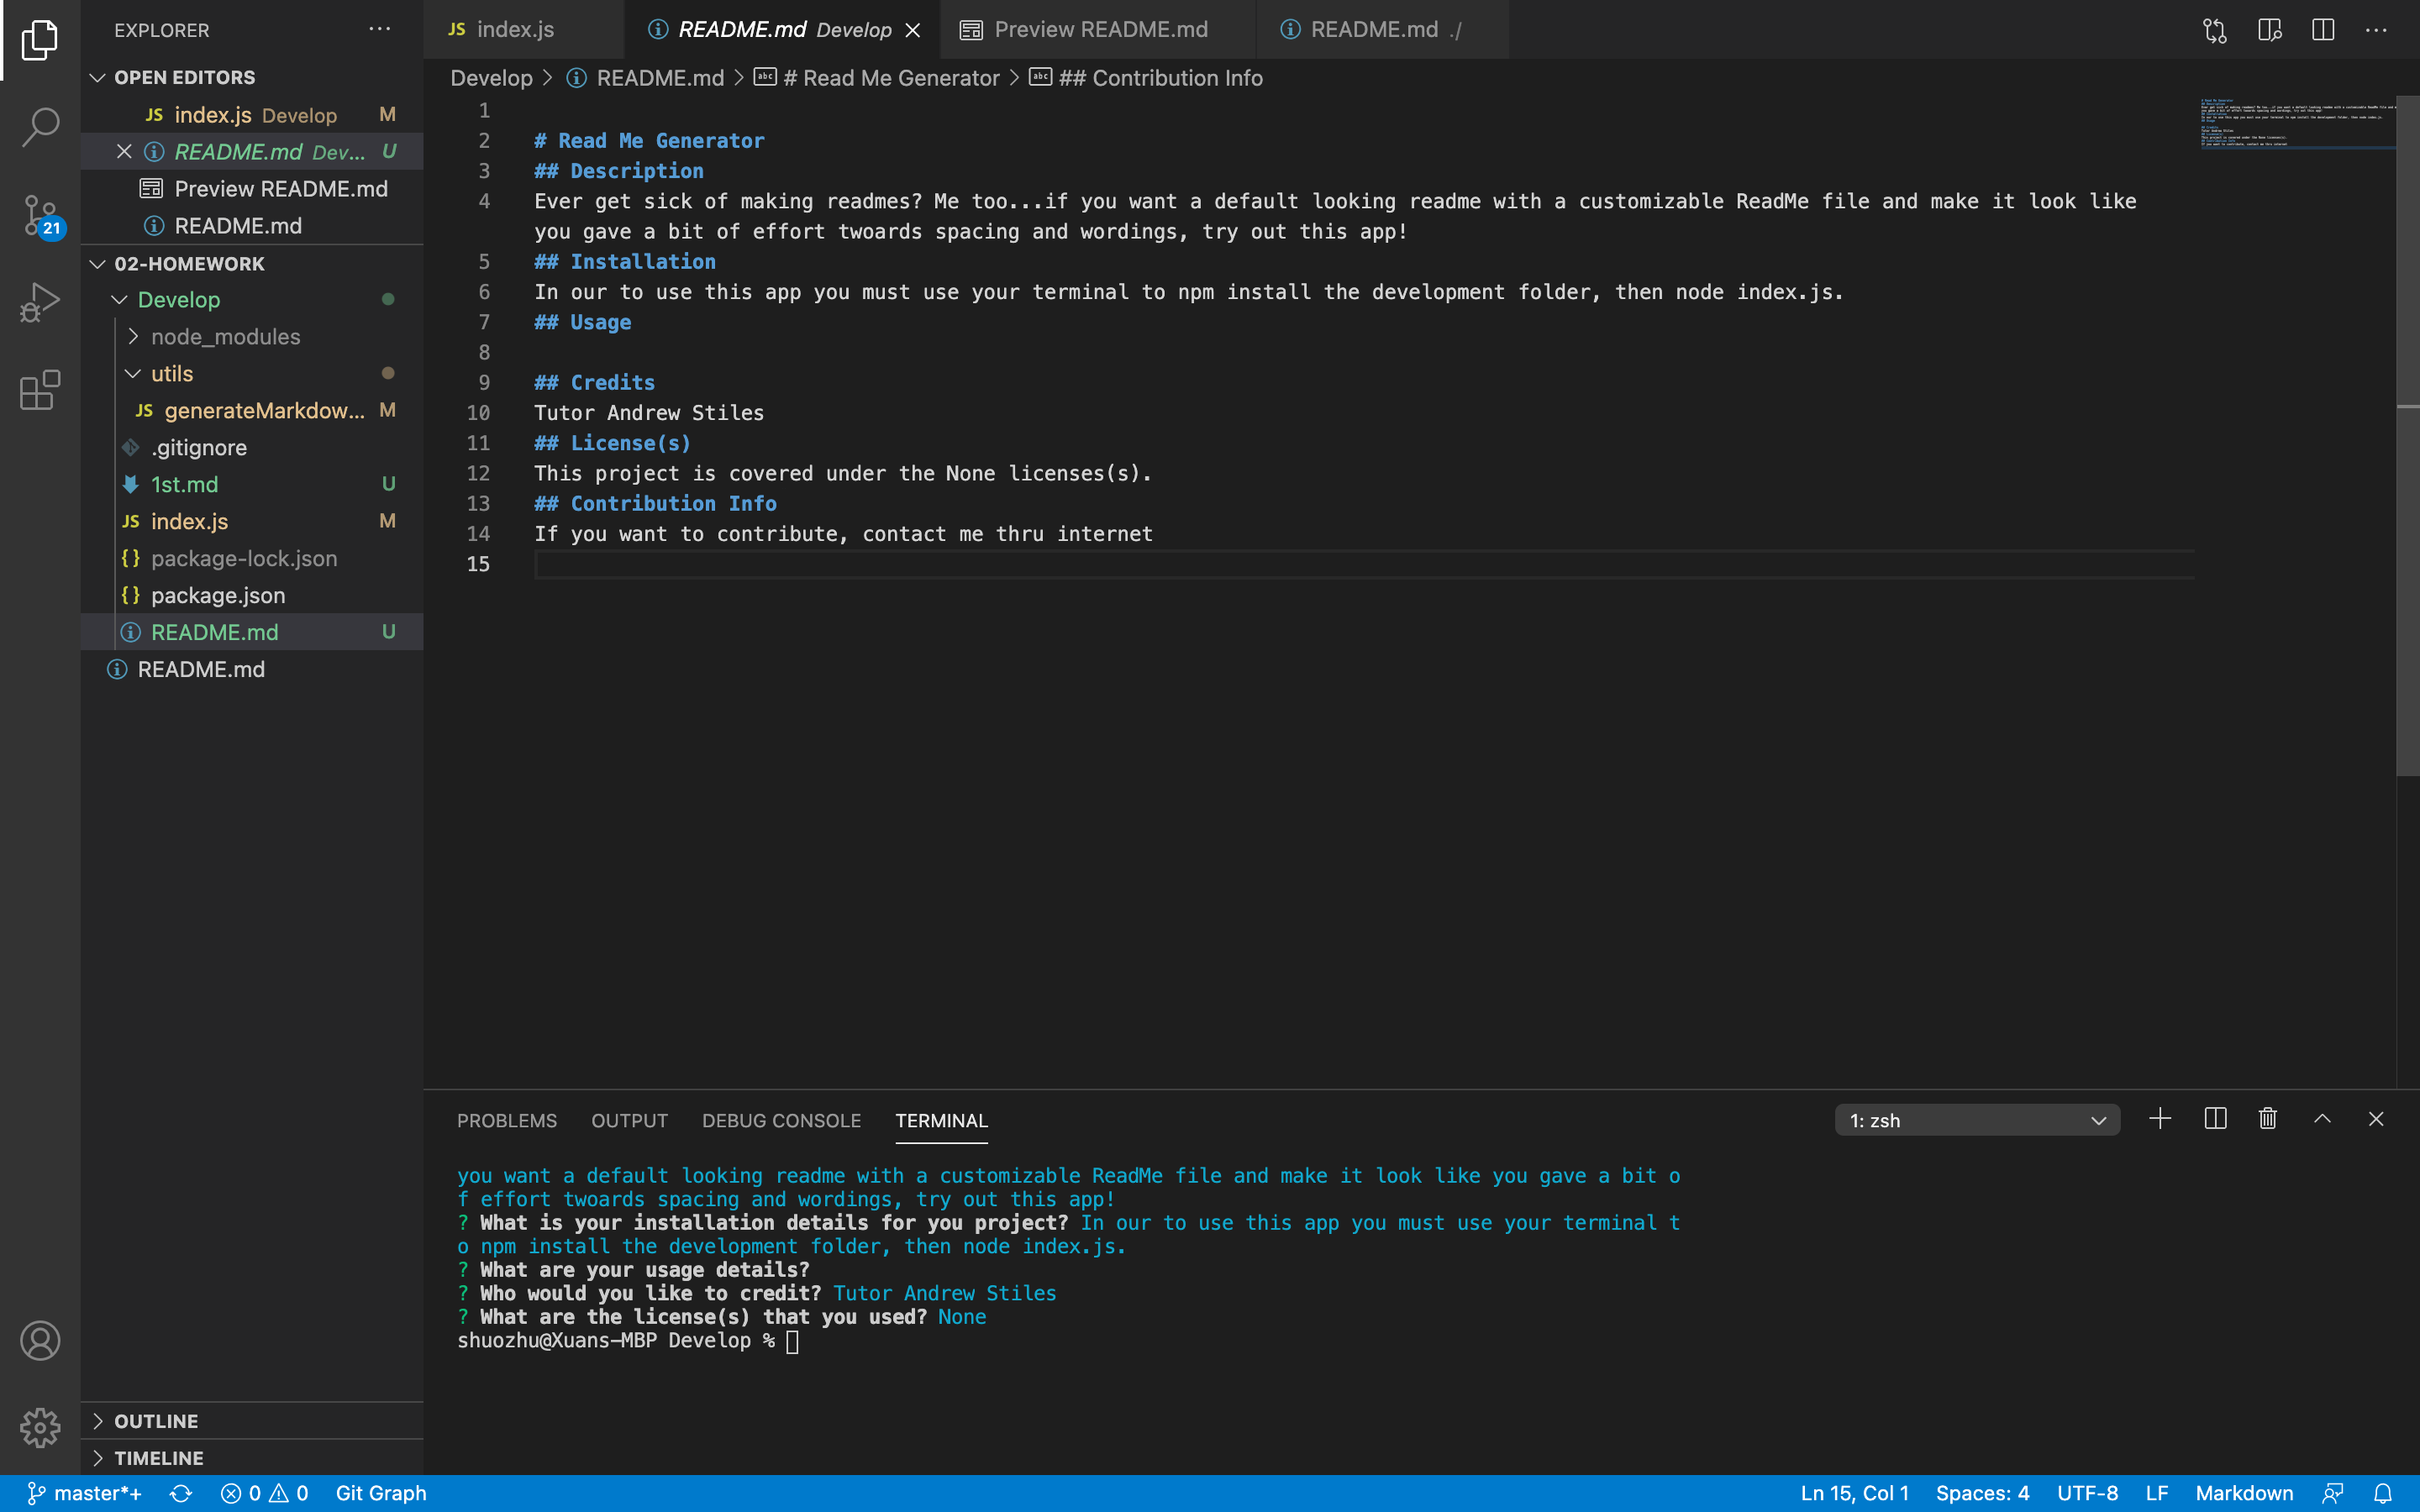 EXPLORER
OPEN EDITORS
JS index.js Develop M
README.md Dev... U
Preview README.md
README.md
02-HOMEWORK
Develop
node_modules
utils
JS generateMarkdow... M
.gitignore
1st.md U
JS index.js M
{} package-lock.json
{} package.json
README.md U
README.md
OUTLINE
TIMELINE
21
JS index.js
README.md Develop
Preview README.md
README.md ./
Develop > README.md > # Read Me Generator > ## Contribution Info
1
2 # Read Me Generator
3 ## Description
4 Ever get sick of making readmes? Me too...if you want a default looking readme with a customizable ReadMe file and make it look like
you gave a bit of effort twoards spacing and wordings, try out this app!
5 ## Installation
6 In our to use this app you must use your terminal to npm install the development folder, then node index.js.
7 ## Usage
8
9 ## Credits
10 Tutor Andrew Stiles
11 ## License(s)
12 This project is covered under the None licenses(s).
13 ## Contribution Info
14 If you want to contribute, contact me thru internet
15
PROBLEMS OUTPUT DEBUG CONSOLE TERMINAL
1: zsh
you want a default looking readme with a customizable ReadMe file and make it look like you gave a bit o
f effort twoards spacing and wordings, try out this app!
? What is your installation details for you project? In our to use this app you must use your terminal t
o npm install the development folder, then node index.js.
? What are your usage details?
? Who would you like to credit? Tutor Andrew Stiles
? What are the license(s) that you used? None
shuozhu@Xuans-MBP Develop %
master*+ 0 0 Git Graph
Ln 15, Col 1 Spaces: 4 UTF-8 LF Markdown